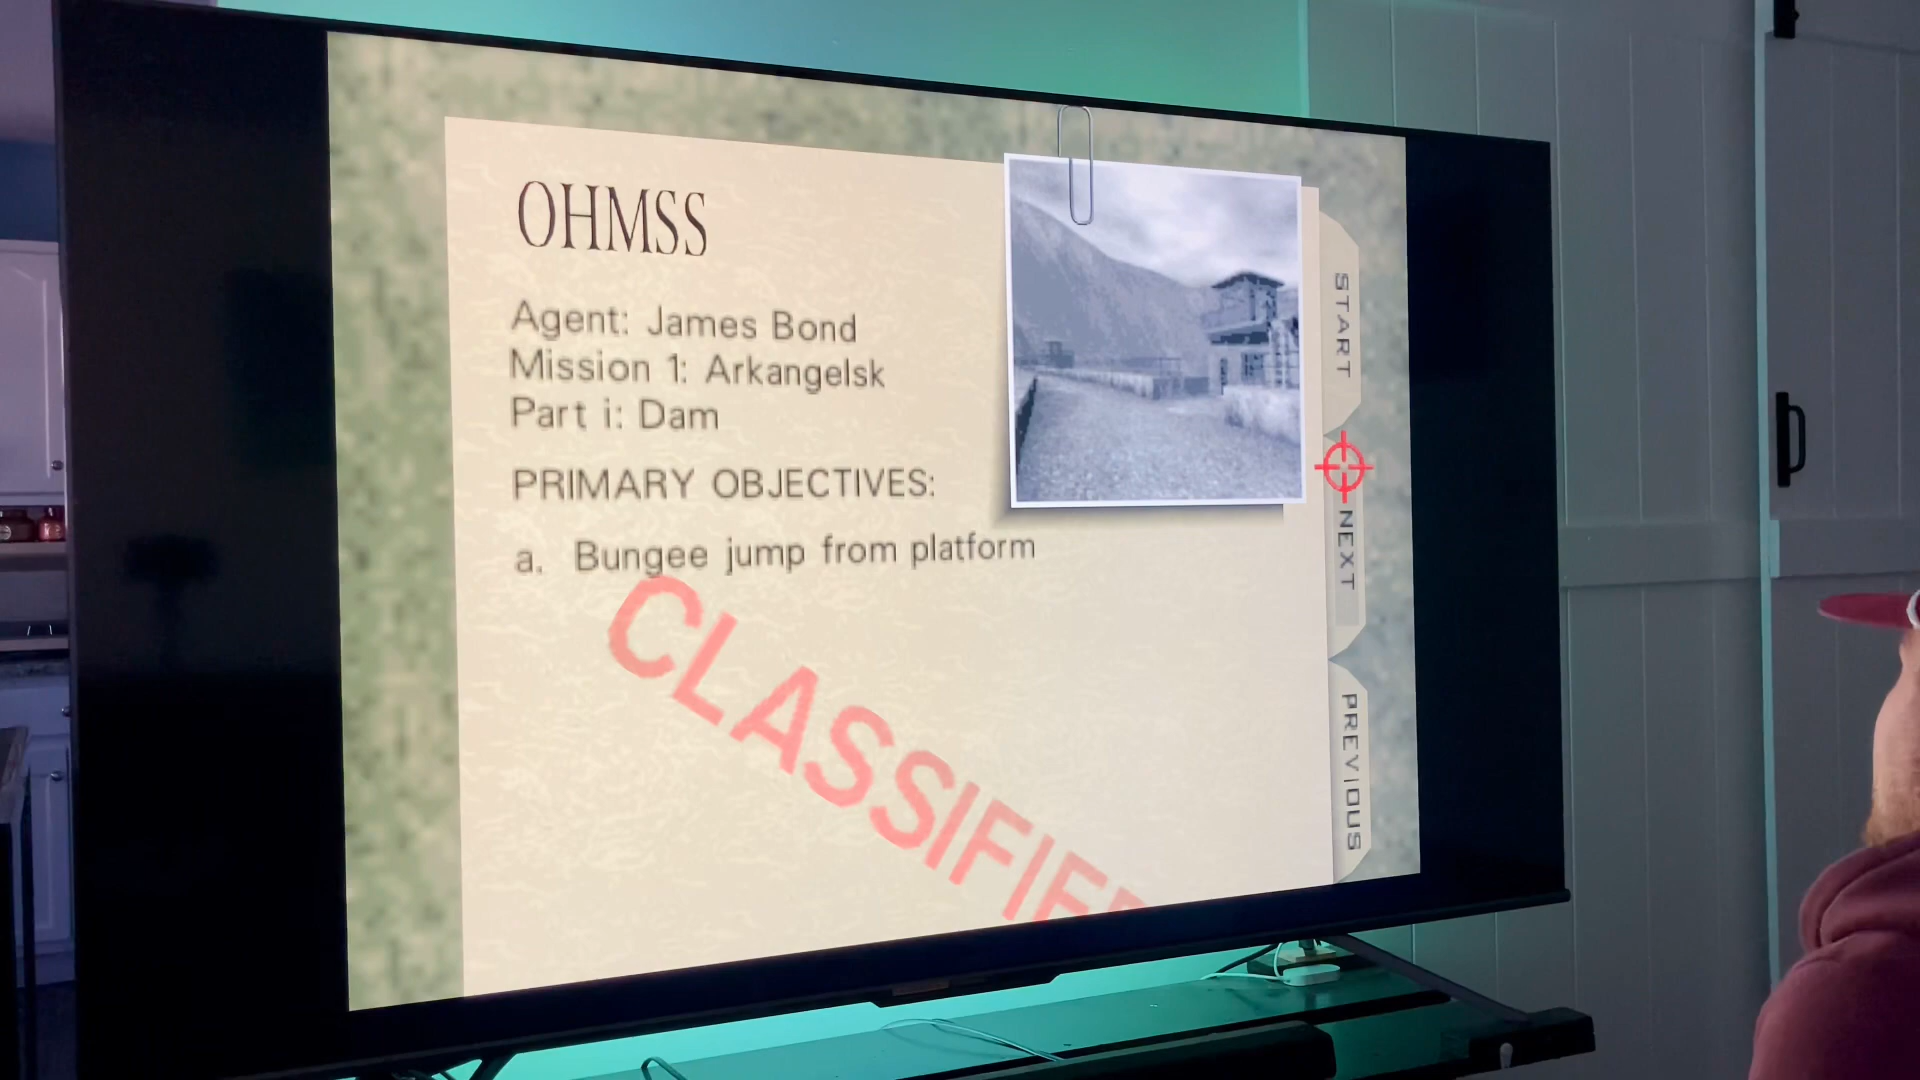 OHMSS
Agent: James Bond
Mission 1: Arkangelsk
Part i: Dam
PRIMARY OBJECTIVES:
a. Bungee jump from platform
CLASSIFIE
START
NEXT
PREVIOUS